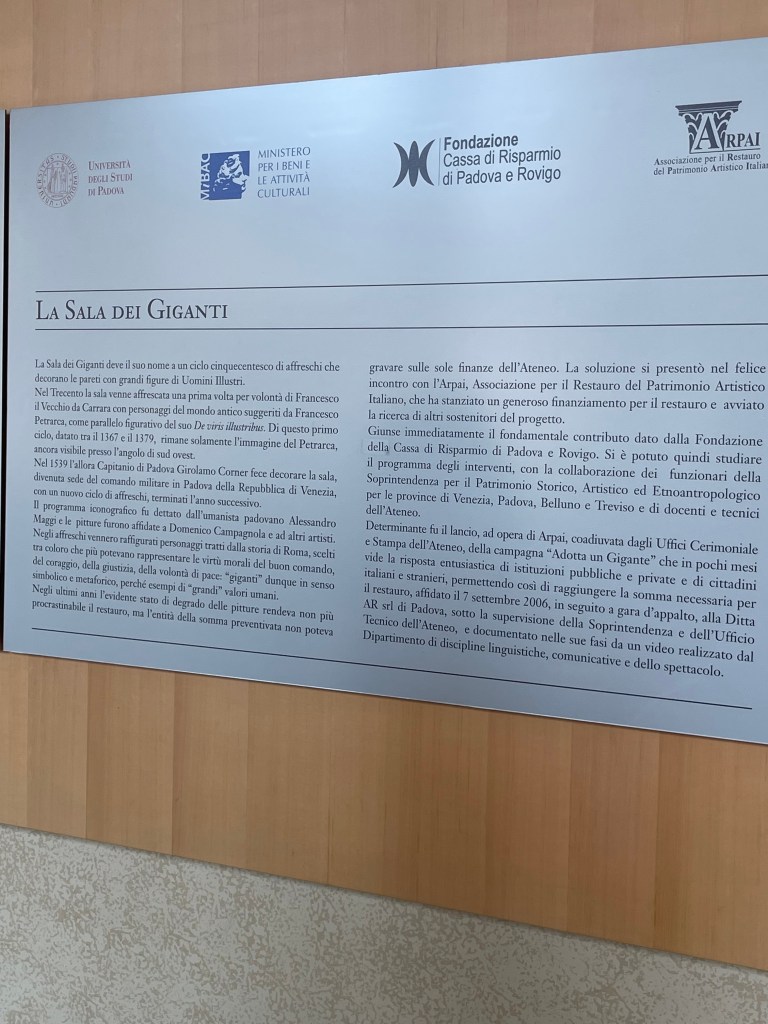 UNIVERSITÀ
DEGLI STUDI
DI PADOVA
MiBAC
MINISTERO
PER I BENI E
LE ATTIVITÀ
CULTURALI
Fondazione
Cassa di Risparmio
di Padova e Rovigo
ARPAI
Associazione per il Restauro
del Patrimonio Artistico Italian
LA SALA DEI GIGANTI
La Sala dei Giganti deve il suo nome a un ciclo cinquecentesco di affreschi che
decorano le pareti con grandi figure di Uomini Illustri.
Nel Trecento la sala venne affrescata una prima volta per volontà di Francesco
il Vecchio da Carrara con personaggi del mondo antico suggeriti da Francesco
Petrarca, come parallelo figurativo del suo De viris illustribus. Di questo primo
ciclo, datato tra il 1367 e il 1379, rimane solamente l'immagine del Petrarca,
ancora visibile presso l'angolo di sud ovest.
Nel 1539 l'allora Capitanio di Padova Girolamo Corner fece decorare la sala,
divenuta sede del comando militare in Padova della Repubblica di Venezia,
con un nuovo ciclo di affreschi, terminati l'anno successivo.
Il programma iconografico fu dettato dall'umanista padovano Alessandro
Maggi e le pitture furono affidate a Domenico Campagnola e ad altri artisti.
Negli affreschi vennero raffigurati personaggi tratti dalla storia di Roma, scelti
tra coloro che più potevano rappresentare le virtù morali del buon comando,
del coraggio, della giustizia, della volontà di pace: "giganti" dunque in senso
simbolico e metaforico, perché esempi di "grandi" valori umani.
Negli ultimi anni l'evidente stato di degrado delle pitture rendeva non più
procrastinabile il restauro, ma l'entità della somma preventivata non poteva
gravare sulle sole finanze dell'Ateneo. La soluzione si presentò nel felice
incontro con l'Arpai, Associazione per il Restauro del Patrimonio Artistico
Italiano, che ha stanziato un generoso finanziamento per il restauro e avviato
la ricerca di altri sostenitori del progetto.
Giunse immediatamente il fondamentale contributo dato dalla Fondazione
della Cassa di Risparmio di Padova e Rovigo. Si è potuto quindi studiare
il programma degli interventi, con la collaborazione dei funzionari della
Soprintendenza per il Patrimonio Storico, Artistico ed Etnoantropologico
per le province di Venezia, Padova, Belluno e Treviso e di docenti e tecnici
dell'Ateneo.
Determinante fu il lancio, ad opera di Arpai, coadiuvata dagli Uffici Cerimoniale
e Stampa dell'Ateneo, della campagna "Adotta un Gigante" che in pochi mesi
vide la risposta entusiastica di istituzioni pubbliche e private e di cittadini
italiani e stranieri, permettendo così di raggiungere la somma necessaria per
il restauro, affidato il 7 settembre 2006, in seguito a gara d'appalto, alla Ditta
AR srl di Padova, sotto la supervisione della Soprintendenza e dell'Ufficio
Tecnico dell'Ateneo, e documentato nelle sue fasi da un video realizzato dal
Dipartimento di discipline linguistiche, comunicative e dello spettacolo.